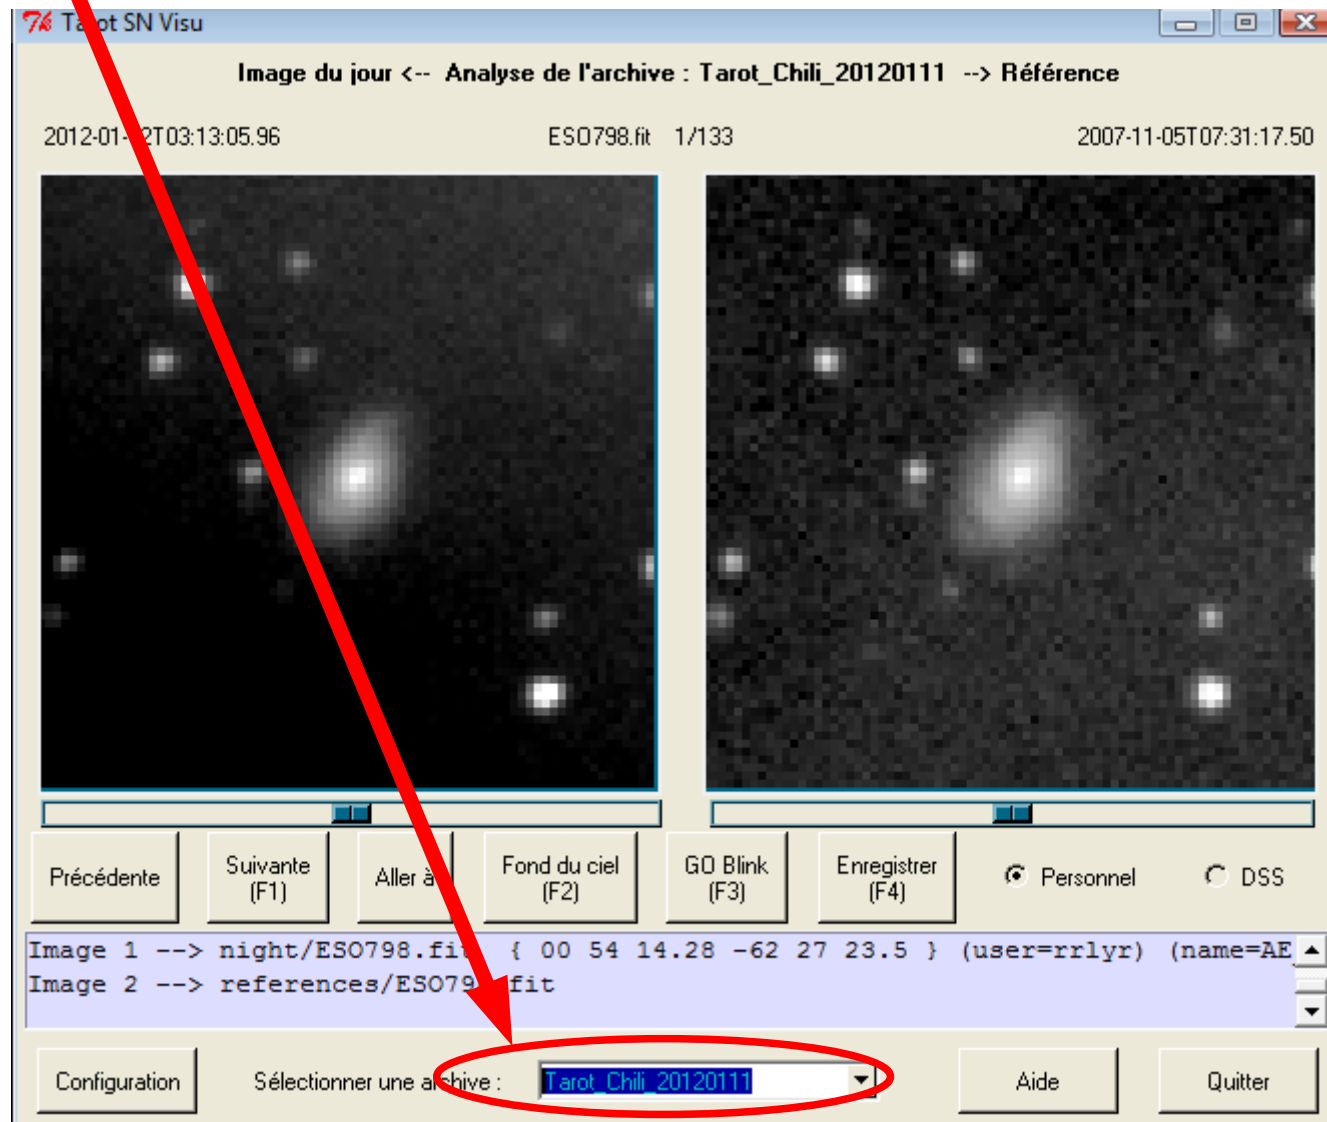 Tarot SN Visu
Image du jour <-- Analyse de l'archive : Tarot_Chili_20120111 --> Référence
2012-01-12T03:13:05.96 ESO798.fit 1/133 2007-11-05T07:31:17.50
Précédente Suivante (F1) Aller à Fond du ciel (F2) GO Blink (F3) Enregistrer (F4) Personnel DSS
Image 1 --> night/ESO798.fit { 00 54 14.28 -62 27 23.5 } (user=rrlyr) (name=AE
Image 2 --> references/ESO798.fit
Configuration Sélectionner une archive : Tarot_Chili_20120111 Aide Quitter